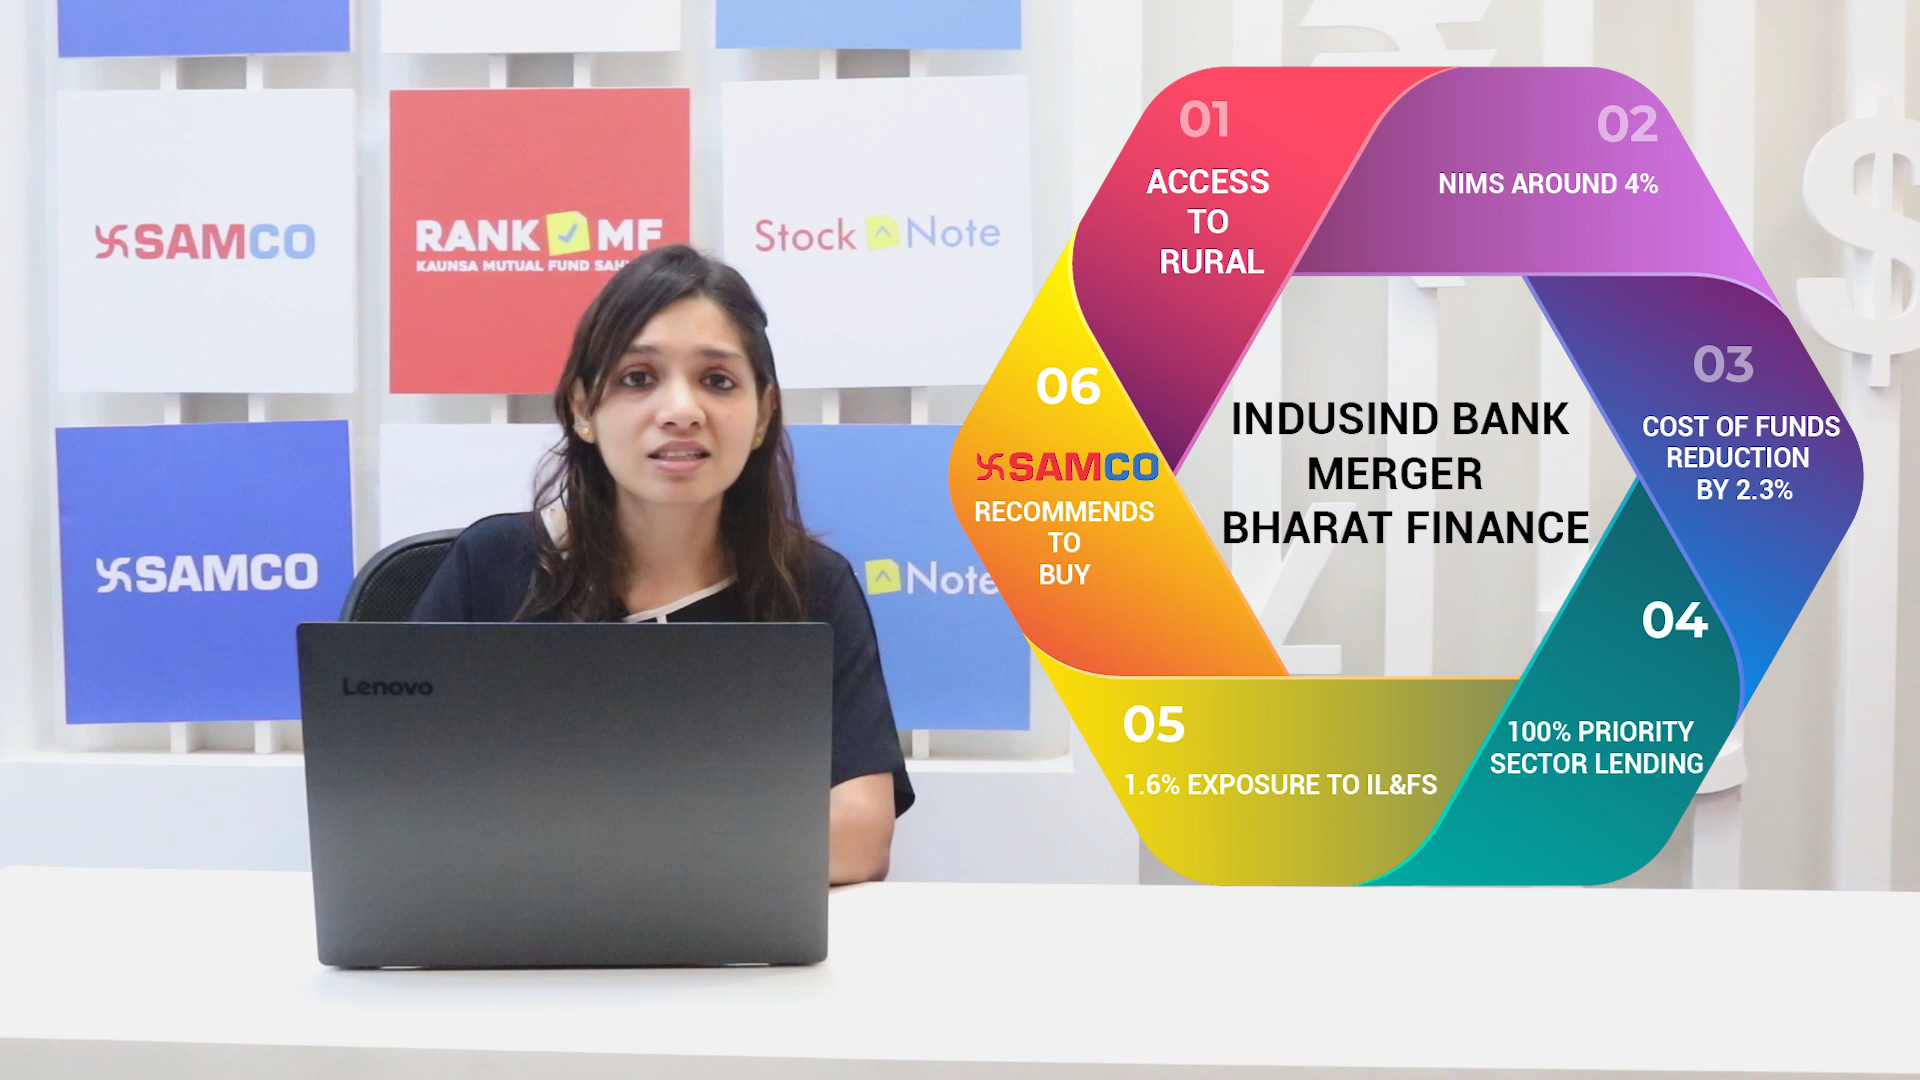 SAMCO
RANK MF
KAUNSA MUTUAL FUND
Stock Note
SAMCO
Note
Lenovo
01
ACCESS
TO
RURAL
02
NIMS AROUND 4%
03
COST OF FUNDS
REDUCTION
BY 2.3%
04
100% PRIORITY
SECTOR LENDING
05
1.6% EXPOSURE TO IL&FS
06
SAMCO
RECOMMENDS
TO
BUY
INDUSIND BANK
MERGER
BHARAT FINANCE